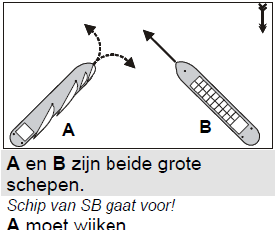 A B
A en B zijn beide grote
schepen.
Schip van SB gaat voor!
A moet wijken